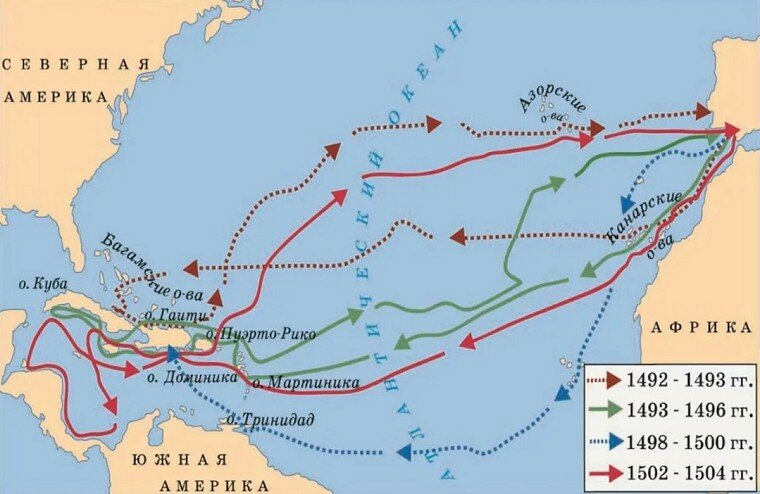 СЕВЕРНАЯ
АМЕРИКА
АТЛАНТИЧЕСКИЙ ОКЕАН
Азорские
о-ва
Канарские
о-ва
Багамские о-ва
о. Куба
о. Гаити
о. Пуэрто-Рико
о. Доминика
о. Мартиника
о. Тринидад
АФРИКА
ЮЖНАЯ
АМЕРИКА
1492 - 1493 гг.
1493 - 1496 гг.
1498 - 1500 гг.
1502 - 1504 гг.